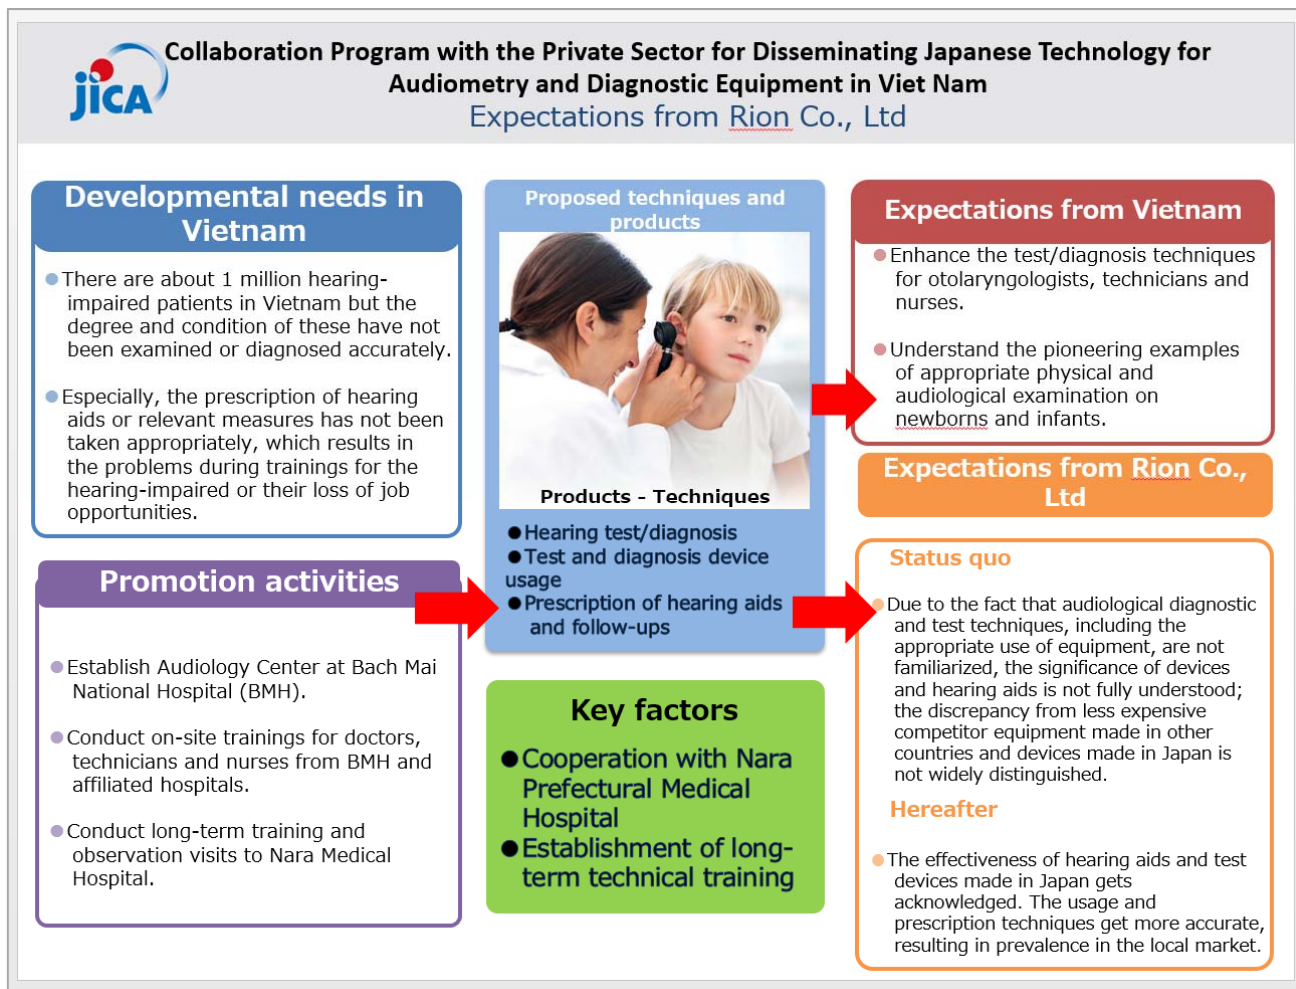 JICA
Collaboration Program with the Private Sector for Disseminating Japanese Technology for
Audiometry and Diagnostic Equipment in Viet Nam
Expectations from Rion Co., Ltd
Developmental needs in
Vietnam
●There are about 1 million hearing-
impaired patients in Vietnam but the
degree and condition of these have not
been examined or diagnosed accurately.
●Especially, the prescription of hearing
aids or relevant measures has not been
taken appropriately, which results in
the problems during trainings for the
hearing-impaired or their loss of job
opportunities.
Promotion activities
●Establish Audiology Center at Bach Mai
National Hospital (BMH).
●Conduct on-site trainings for doctors,
technicians and nurses from BMH and
affiliated hospitals.
●Conduct long-term training and
observation visits to Nara Medical
Hospital.
Proposed techniques and
products
Products - Techniques
●Hearing test/diagnosis
●Test and diagnosis device
usage
●Prescription of hearing aids
and follow-ups
Key factors
●Cooperation with Nara
Prefectural Medical
Hospital
●Establishment of long-
term technical training
Expectations from Vietnam
●Enhance the test/diagnosis techniques
for otolaryngologists, technicians and
nurses.
●Understand the pioneering examples
of appropriate physical and
audiological examination on
newborns and infants.
Expectations from Rion Co.,
Ltd
Status quo
●Due to the fact that audiological diagnostic
and test techniques, including the
appropriate use of equipment, are not
familiarized, the significance of devices
and hearing aids is not fully understood;
the discrepancy from less expensive
competitor equipment made in other
countries and devices made in Japan is
not widely distinguished.
Hereafter
●The effectiveness of hearing aids and test
devices made in Japan gets
acknowledged. The usage and
prescription techniques get more accurate,
resulting in prevalence in the local market.